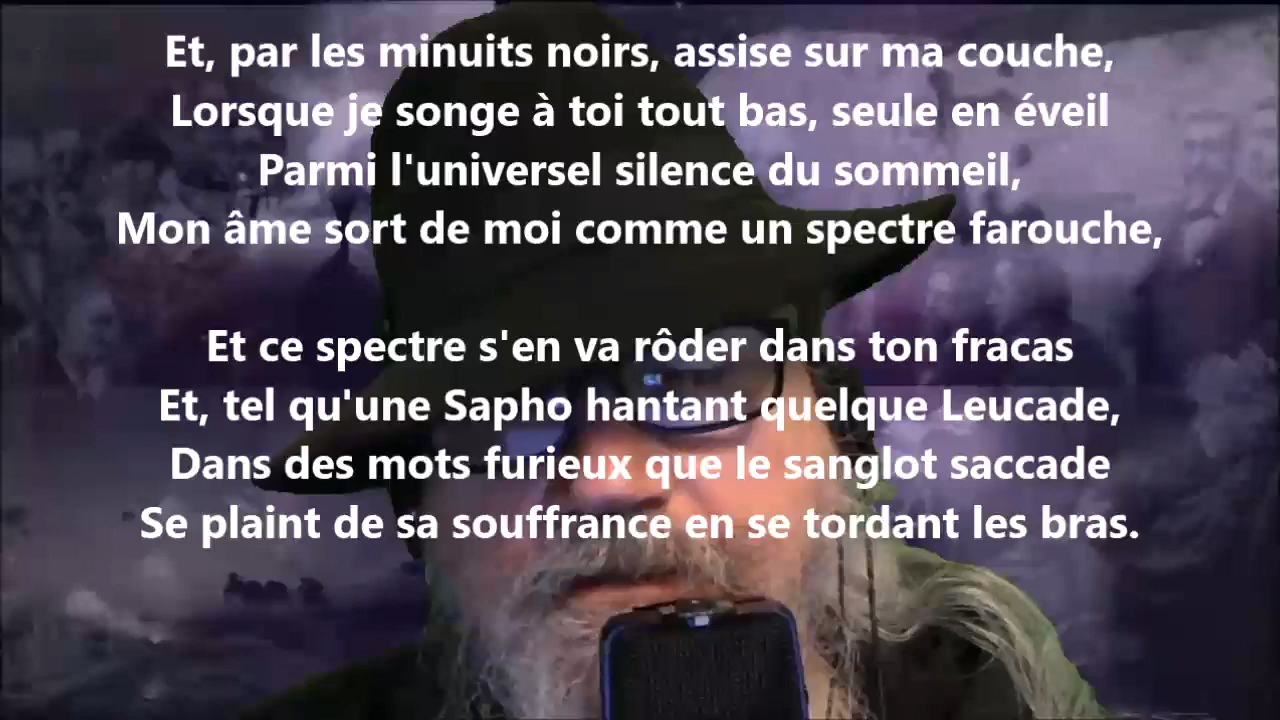 Et, par les minuits noirs, assise sur ma couche,
Lorsque je songe à toi tout bas, seule en éveil
Parmi l'universel silence du sommeil,
Mon âme sort de moi comme un spectre farouche,
Et ce spectre s'en va rôder dans ton fracas
Et, tel qu'une Sapho hantant quelque Leucade,
Dans des mots furieux que le sanglot saccade
Se plaint de sa souffrance en se tordant les bras.